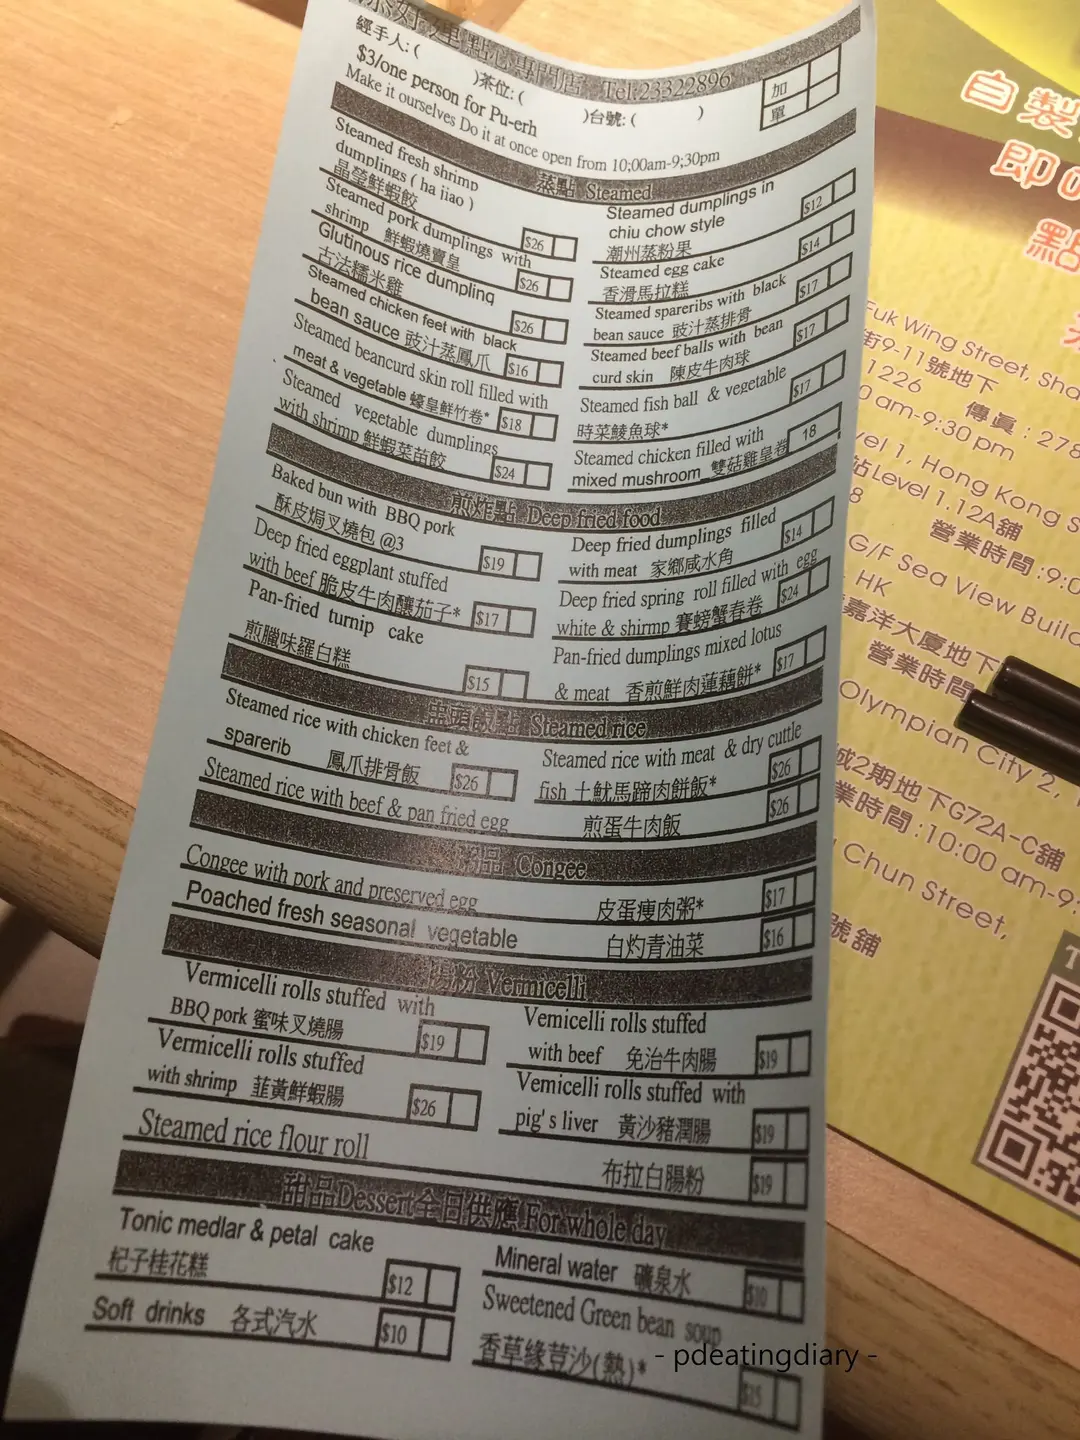 點心專門店 Tel:23322896
經手人: ( )茶位: ( )台號: ( )
加
單
$3/one person for Pu-erh
Make it ourselves Do it at once open from 10;00am-9;30pm
蒸點 Steamed
Steamed fresh shrimp
dumplings ( ha jiao )
晶瑩鮮蝦餃 $26
Steamed pork dumplings with
shrimp 鮮蝦燒賣皇 $26
Glutinous rice dumpling
古法糯米雞 $26
Steamed chicken feet with black
bean sauce 豉汁蒸鳳爪 $16
Steamed beancurd skin roll filled with
meat & vegetable 蠔皇鮮竹卷* $18
Steamed vegetable dumplings
with shrimp 鮮蝦菜苗餃 $24
Steamed dumplings in
chiu chow style $12
潮州蒸粉果
Steamed egg cake $14
香滑馬拉糕
Steamed spareribs with black
bean sauce 豉汁蒸排骨 $17
Steamed beef balls with bean
curd skin 陳皮牛肉球 $17
Steamed fish ball & vegetable
時菜鯪魚球* $17
Steamed chicken filled with
mixed mushroom 雙菇雞皇卷 18
煎炸點 Deep fried food
Baked bun with BBQ pork
酥皮焗叉燒包 @3 $19
Deep fried eggplant stuffed
with beef 脆皮牛肉釀茄子* $17
Pan-fried turnip cake
煎臘味羅白糕 $15
Deep fried dumplings filled
with meat 家鄉咸水角 $14
Deep fried spring roll filled with egg
white & shirmp 賽螃蟹春卷 $24
Pan-fried dumplings mixed lotus
& meat 香煎鮮肉蓮藕餅* $17
盅頭飯點 Steamed rice
Steamed rice with chicken feet &
sparerib 鳳爪排骨飯 $26
Steamed rice with meat & dry cuttle
fish 土魷馬蹄肉餅飯* $26
Steamed rice with beef & pan fried egg 煎蛋牛肉飯 $26
粥品 Congee
Congee with pork and preserved egg 皮蛋瘦肉粥* $17
Poached fresh seasonal vegetable 白灼青油菜 $16
腸粉 Vermicelli
Vermicelli rolls stuffed with
BBQ pork 蜜味叉燒腸 $19
Vermicelli rolls stuffed
with shrimp 韮黃鮮蝦腸 $26
Vemicelli rolls stuffed
with beef 免治牛肉腸 $19
Vemicelli rolls stuffed with
pig's liver 黃沙豬潤腸 $19
Steamed rice flour roll 布拉白腸粉 $19
甜品Dessert全日供應 For whole day
Tonic medlar & petal cake
杞子桂花糕 $12
Soft drinks 各式汽水 $10
Mineral water 礦泉水 $10
Sweetened Green bean soup
香草緣荳沙(熱)* $15
- pdeatingdiary -
自製
即
點
Fuk Wing Street, Sha
街9-11號地下
1226 傳真 : 278
0 am-9:30 pm
vel 1, Hong Kong S
站Level 1,12A舖
8 營業時間 :9:0
G/F Sea View Build
HK
嘉洋大廈地下
營業時間
Olympian City 2,
城2期地下G72A-C舖
業時間 :10:00 am-9:
Chun Street,
號舖